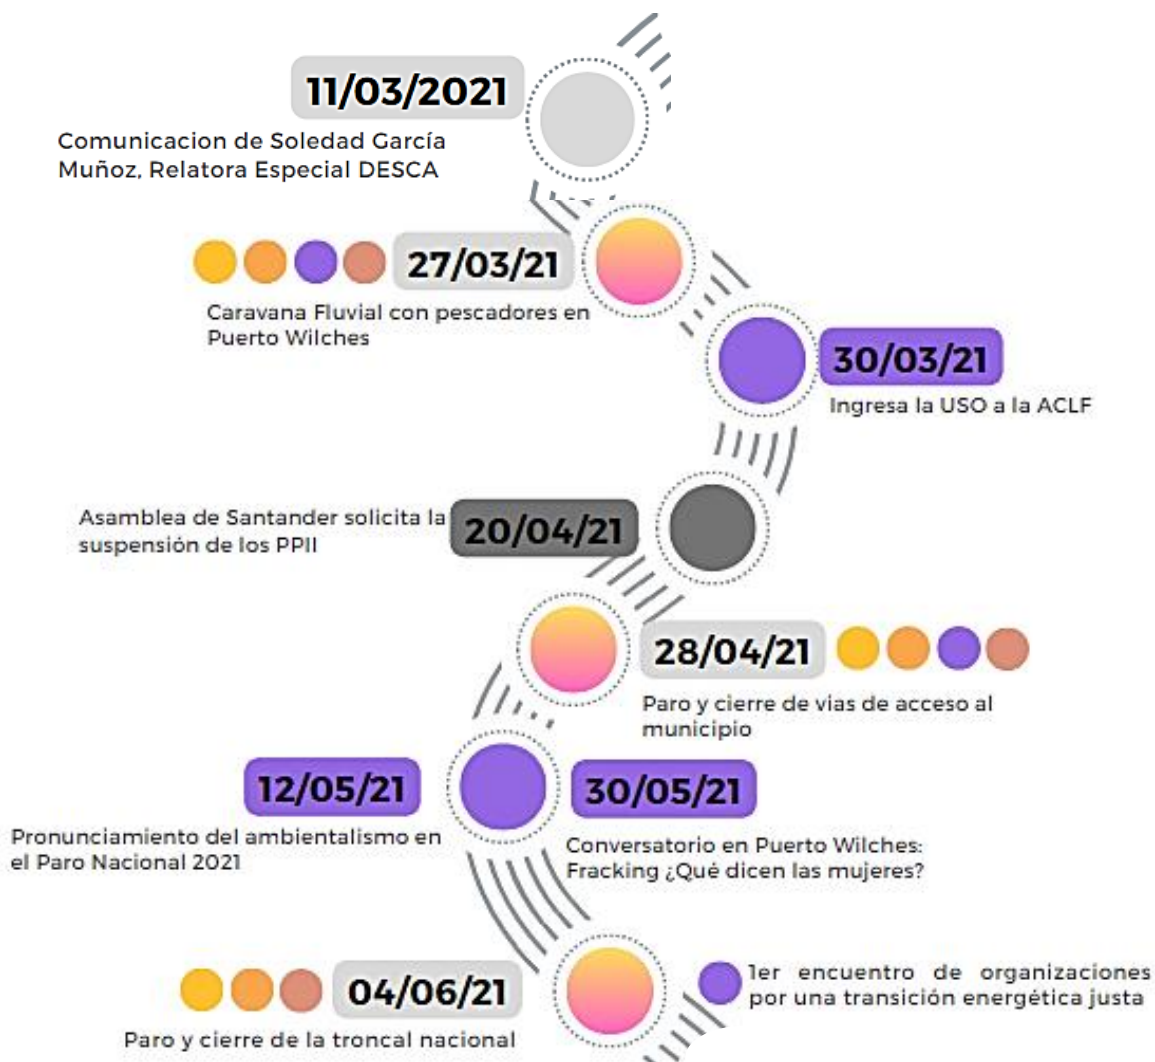 11/03/2021
Comunicacion de Soledad García
Muñoz, Relatora Especial DESCA
27/03/21
Caravana Fluvial con pescadores en
Puerto Wilches
30/03/21
Ingresa la USO a la ACLF
20/04/21
Asamblea de Santander solicita la
suspensión de los PPII
28/04/21
Paro y cierre de vias de acceso al
municipio
12/05/21
Pronunciamiento del ambientalismo en
el Paro Nacional 2021
30/05/21
Conversatorio en Puerto Wilches:
Fracking ¿Qué dicen las mujeres?
04/06/21
Paro y cierre de la troncal nacional
1er encuentro de organizaciones
por una transición energética justa